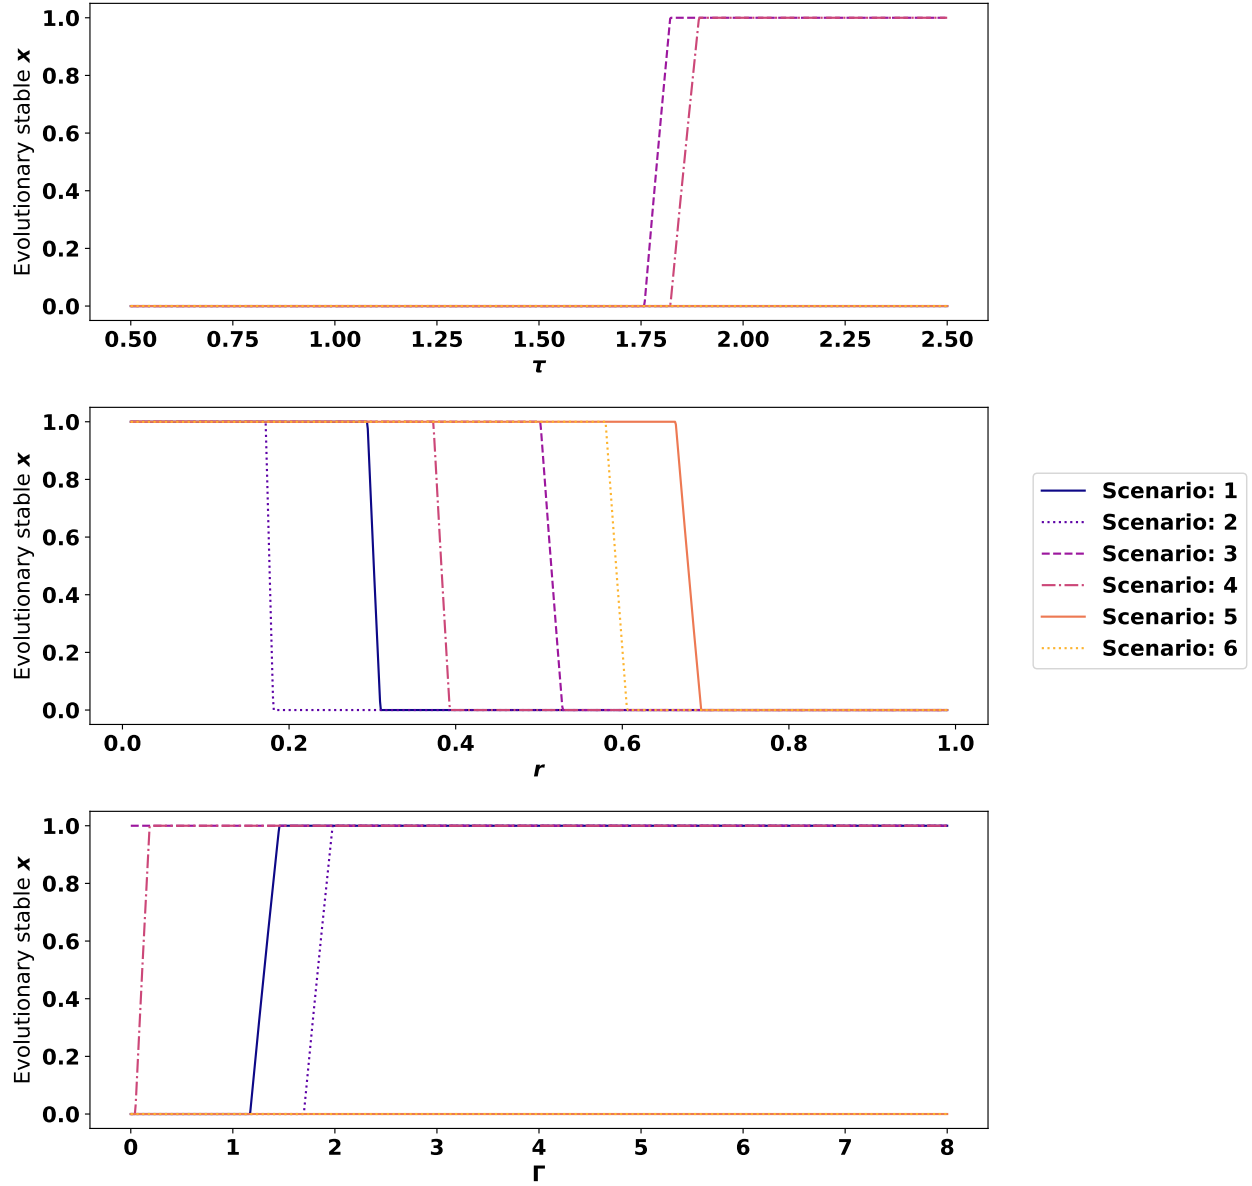 Evolutionary stable x
1.0
0.8
0.6
0.4
0.2
0.0
0.50 0.75 1.00 1.25 1.50 1.75 2.00 2.25 2.50
τ
Evolutionary stable x
1.0
0.8
0.6
0.4
0.2
0.0
0.0 0.2 0.4 0.6 0.8 1.0
r
Scenario: 1
Scenario: 2
Scenario: 3
Scenario: 4
Scenario: 5
Scenario: 6
Evolutionary stable x
1.0
0.8
0.6
0.4
0.2
0.0
0 1 2 3 4 5 6 7 8
Γ